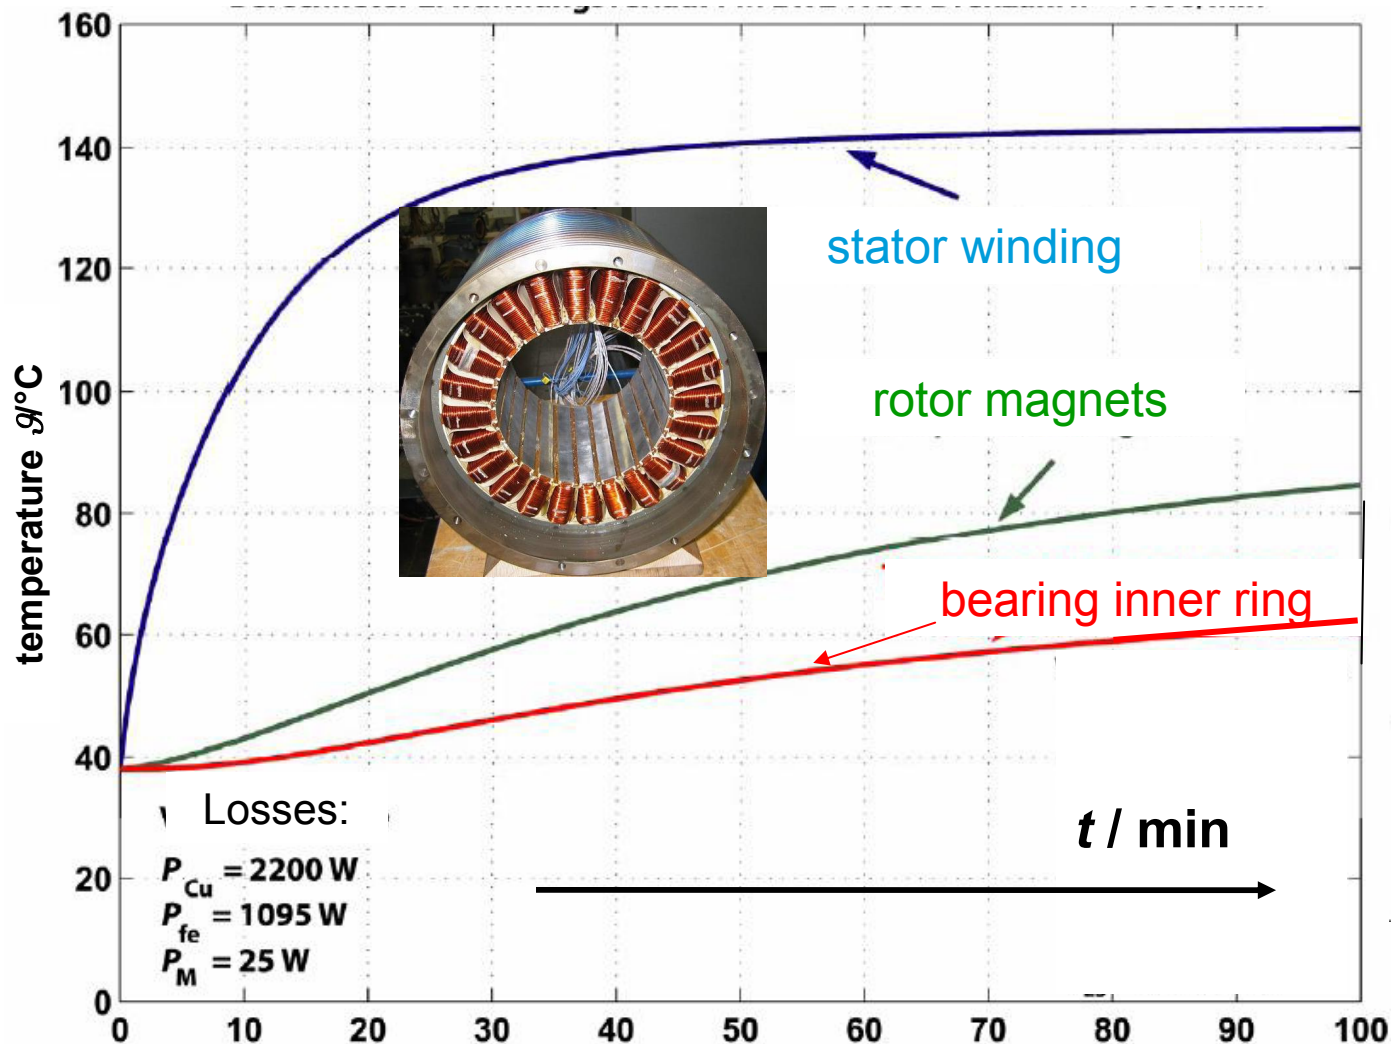 160
140
120
100
80
60
40
20
0
temperature ϑ/°C
stator winding
rotor magnets
bearing inner ring
Losses:
P_Cu = 2200 W
P_fe = 1095 W
P_M = 25 W
t / min
0 10 20 30 40 50 60 70 80 90 100